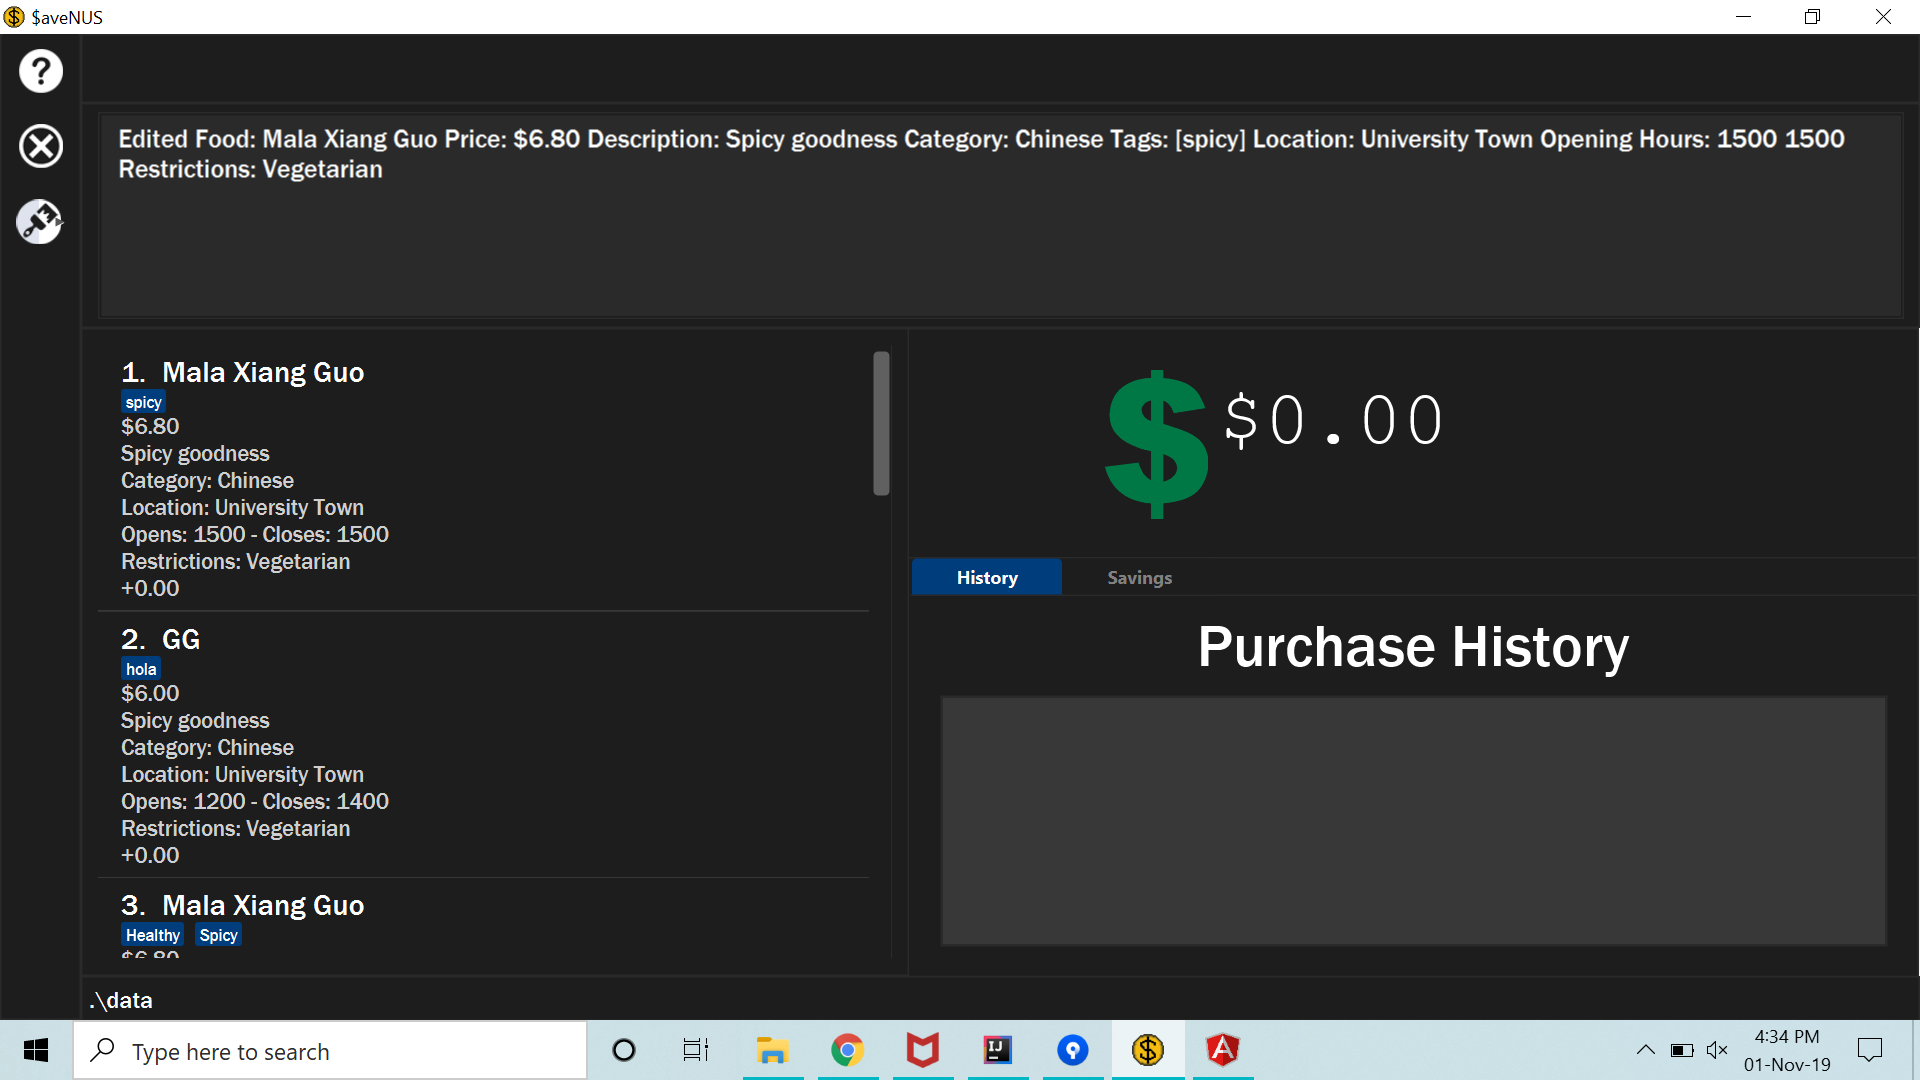 $aveNUS
Edited Food: Mala Xiang Guo Price: $6.80 Description: Spicy goodness Category: Chinese Tags: [spicy] Location: University Town Opening Hours: 1500 1500
Restrictions: Vegetarian
1. Mala Xiang Guo
spicy
$6.80
Spicy goodness
Category: Chinese
Location: University Town
Opens: 1500 - Closes: 1500
Restrictions: Vegetarian
+0.00
2. GG
hola
$6.00
Spicy goodness
Category: Chinese
Location: University Town
Opens: 1200 - Closes: 1400
Restrictions: Vegetarian
+0.00
3. Mala Xiang Guo
Healthy Spicy
$6.80
$ $0.00
History Savings
Purchase History
.\data
Type here to search
IJ
4:34 PM
01-Nov-19